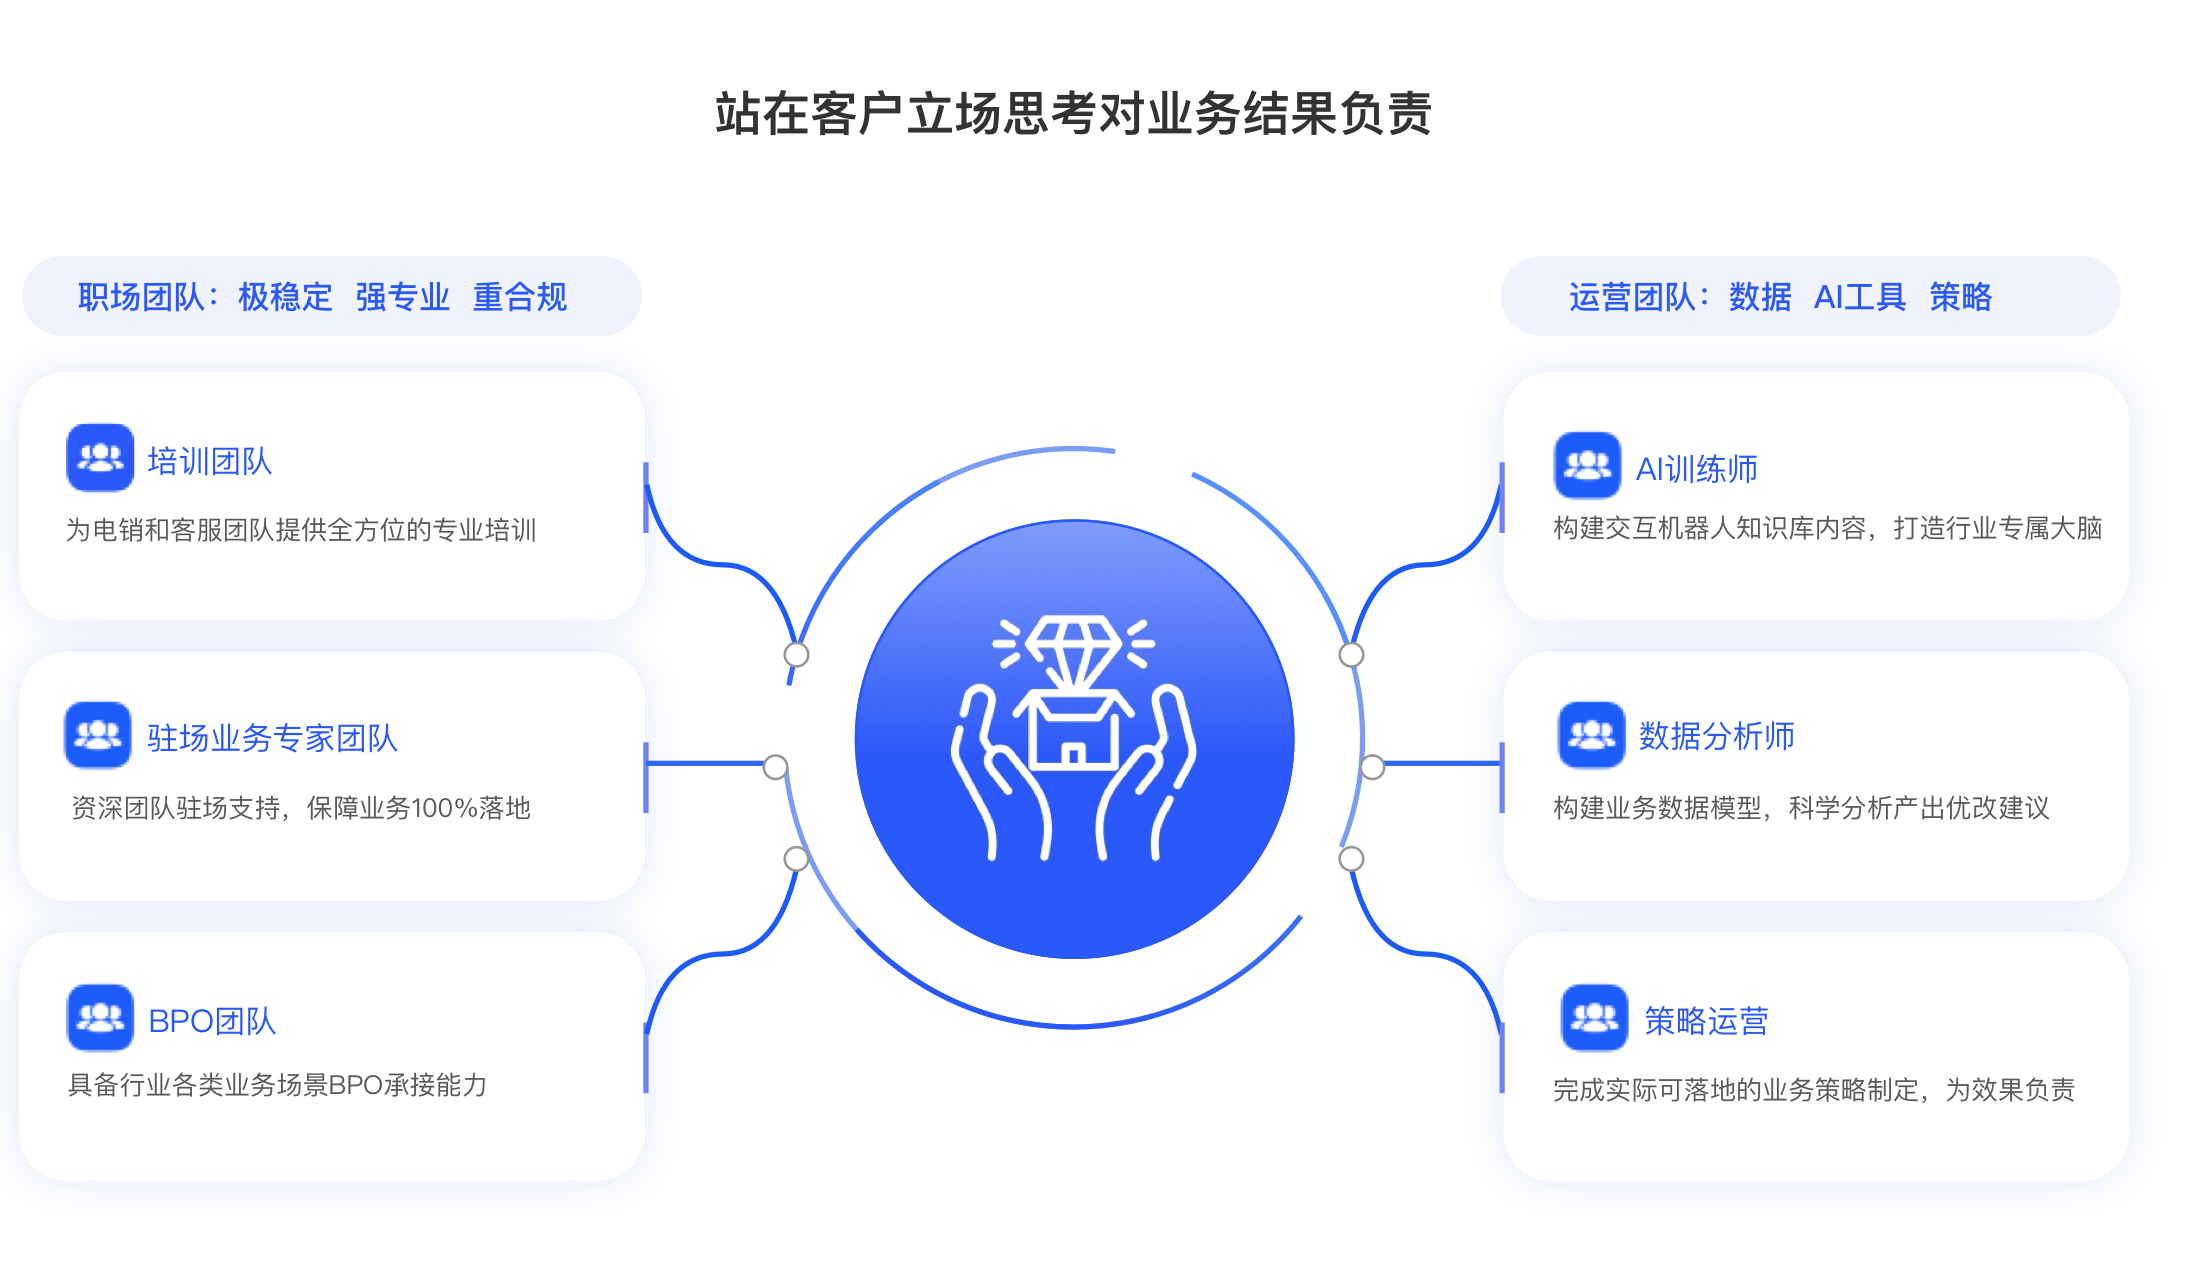 站在客户立场思考对业务结果负责
职场团队：极稳定 强专业 重合规
培训团队
为电销和客服团队提供全方位的专业培训
驻场业务专家团队
资深团队驻场支持，保障业务100%落地
BPO团队
具备行业各类业务场景BPO承接能力
运营团队：数据 AI工具 策略
AI训练师
构建交互机器人知识库内容，打造行业专属大脑
数据分析师
构建业务数据模型，科学分析产出优改建议
策略运营
完成实际可落地的业务策略制定，为效果负责